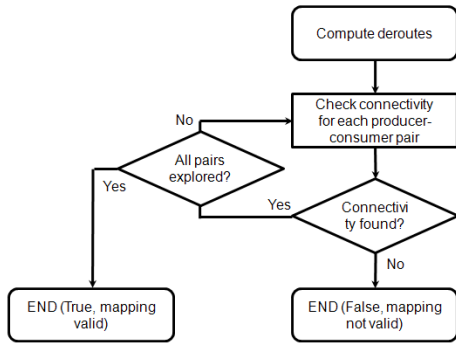 Compute deroutes
Check connectivity
for each producer-
consumer pair
No
All pairs
explored?
Yes
Yes
Connectivi
ty found?
No
END (True, mapping
valid)
END (False, mapping
not valid)